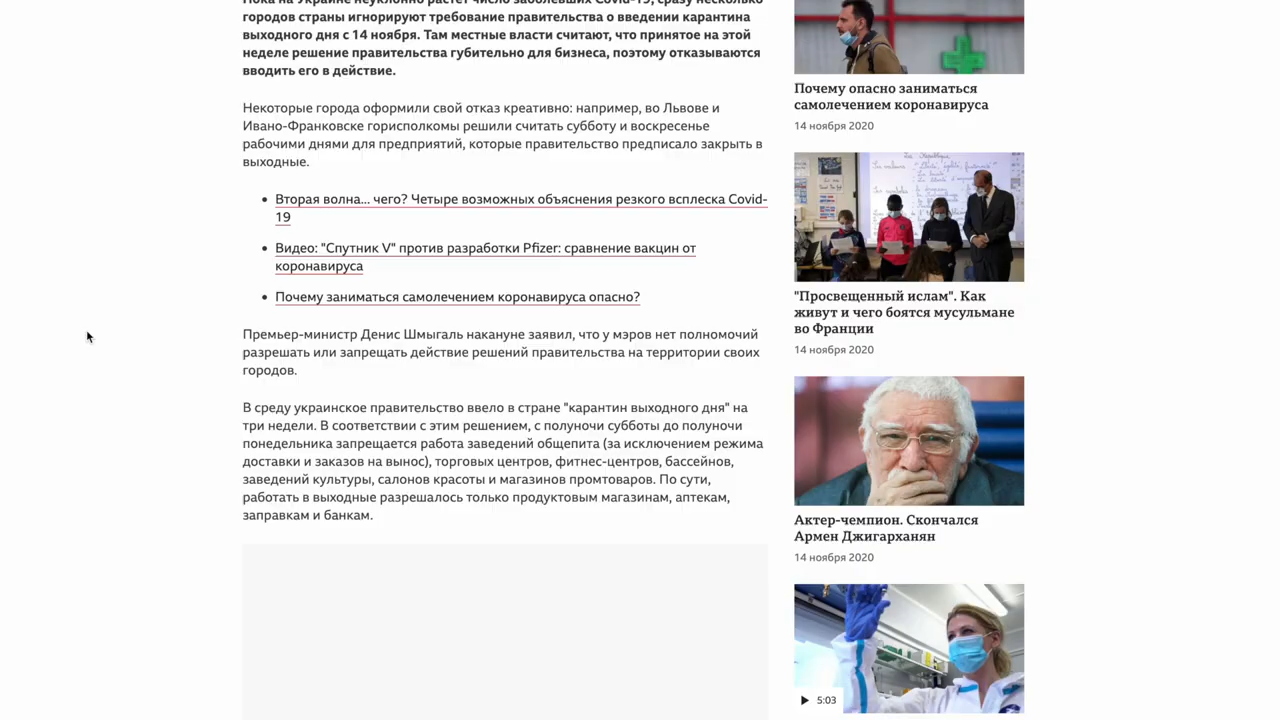 Пока на Украине неуклонно растет число заболевших Covid-19, сразу несколько
городов страны игнорируют требование правительства о введении карантина
выходного дня с 14 ноября. Там местные власти считают, что принятое на этой
неделе решение правительства губительно для бизнеса, поэтому отказываются
вводить его в действие.
Некоторые города оформили свой отказ креативно: например, во Львове и
Ивано-Франковске горисполкомы решили считать субботу и воскресенье
рабочими днями для предприятий, которые правительство предписало закрыть в
выходные.
• Вторая волна... чего? Четыре возможных объяснения резкого всплеска Covid-
19
• Видео: "Спутник V" против разработки Pfizer: сравнение вакцин от
коронавируса
• Почему заниматься самолечением коронавируса опасно?
Премьер-министр Денис Шмыгаль накануне заявил, что у мэров нет полномочий
разрешать или запрещать действие решений правительства на территории своих
городов.
В среду украинское правительство ввело в стране "карантин выходного дня" на
три недели. В соответствии с этим решением, с полуночи субботы до полуночи
понедельника запрещается работа заведений общепита (за исключением режима
доставки и заказов на вынос), торговых центров, фитнес-центров, бассейнов,
заведений культуры, салонов красоты и магазинов промтоваров. По сути,
работать в выходные разрешалось только продуктовым магазинам, аптекам,
заправкам и банкам.
Почему опасно заниматься
самолечением коронавируса
14 ноября 2020
"Просвещенный ислам". Как
живут и чего боятся мусульмане
во Франции
14 ноября 2020
Актер-чемпион. Скончался
Армен Джигарханян
14 ноября 2020
5:03